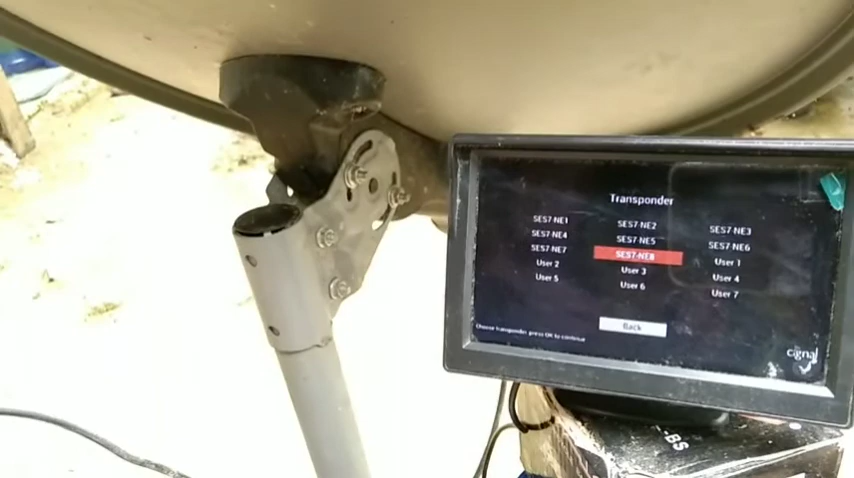 Transponder
SES7-NE1 SES7-NE2 SES7-NE3
SES7-NE4 SES7-NE5 SES7-NE6
SES7-NE7 SES7-NE8 User 1
User 2 User 3 User 4
User 5 User 6 User 7
Back
Choose transponder, press OK to continue
cignal
-BS